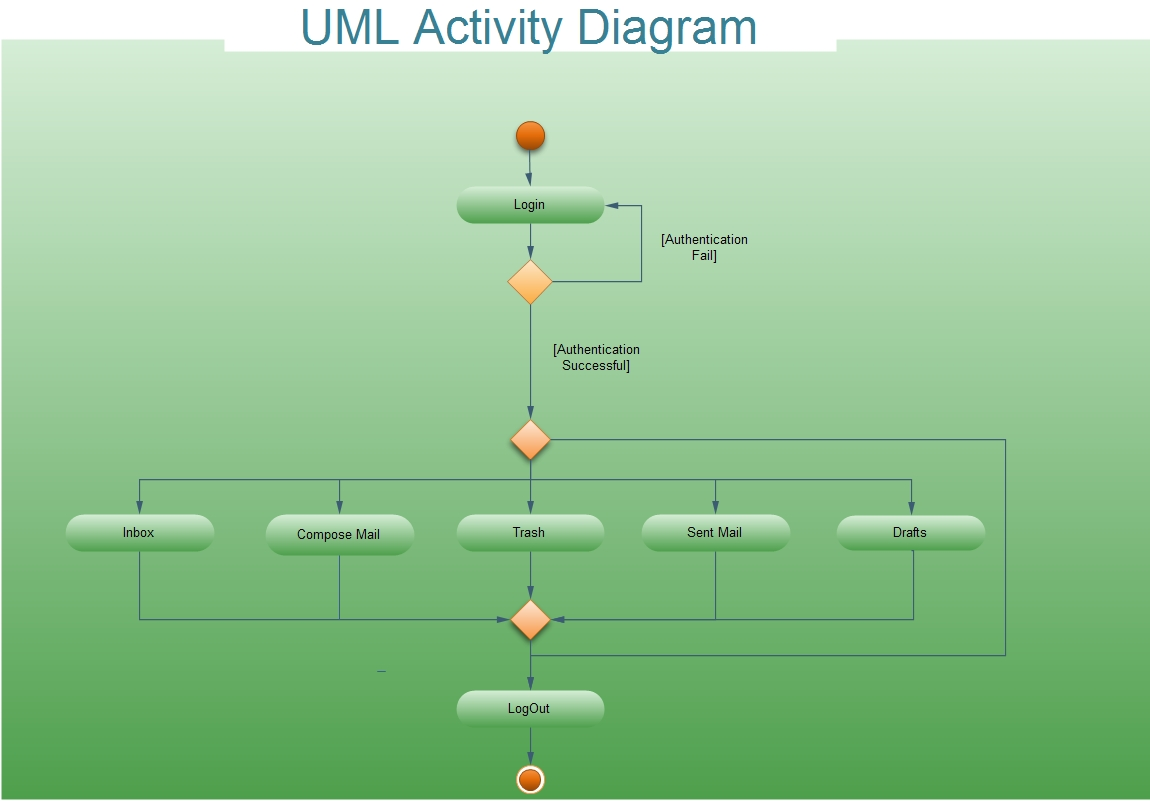 UML Activity Diagram
Login
[Authentication
Fail]
[Authentication
Successful]
Inbox
Compose Mail
Trash
Sent Mail
Drafts
LogOut